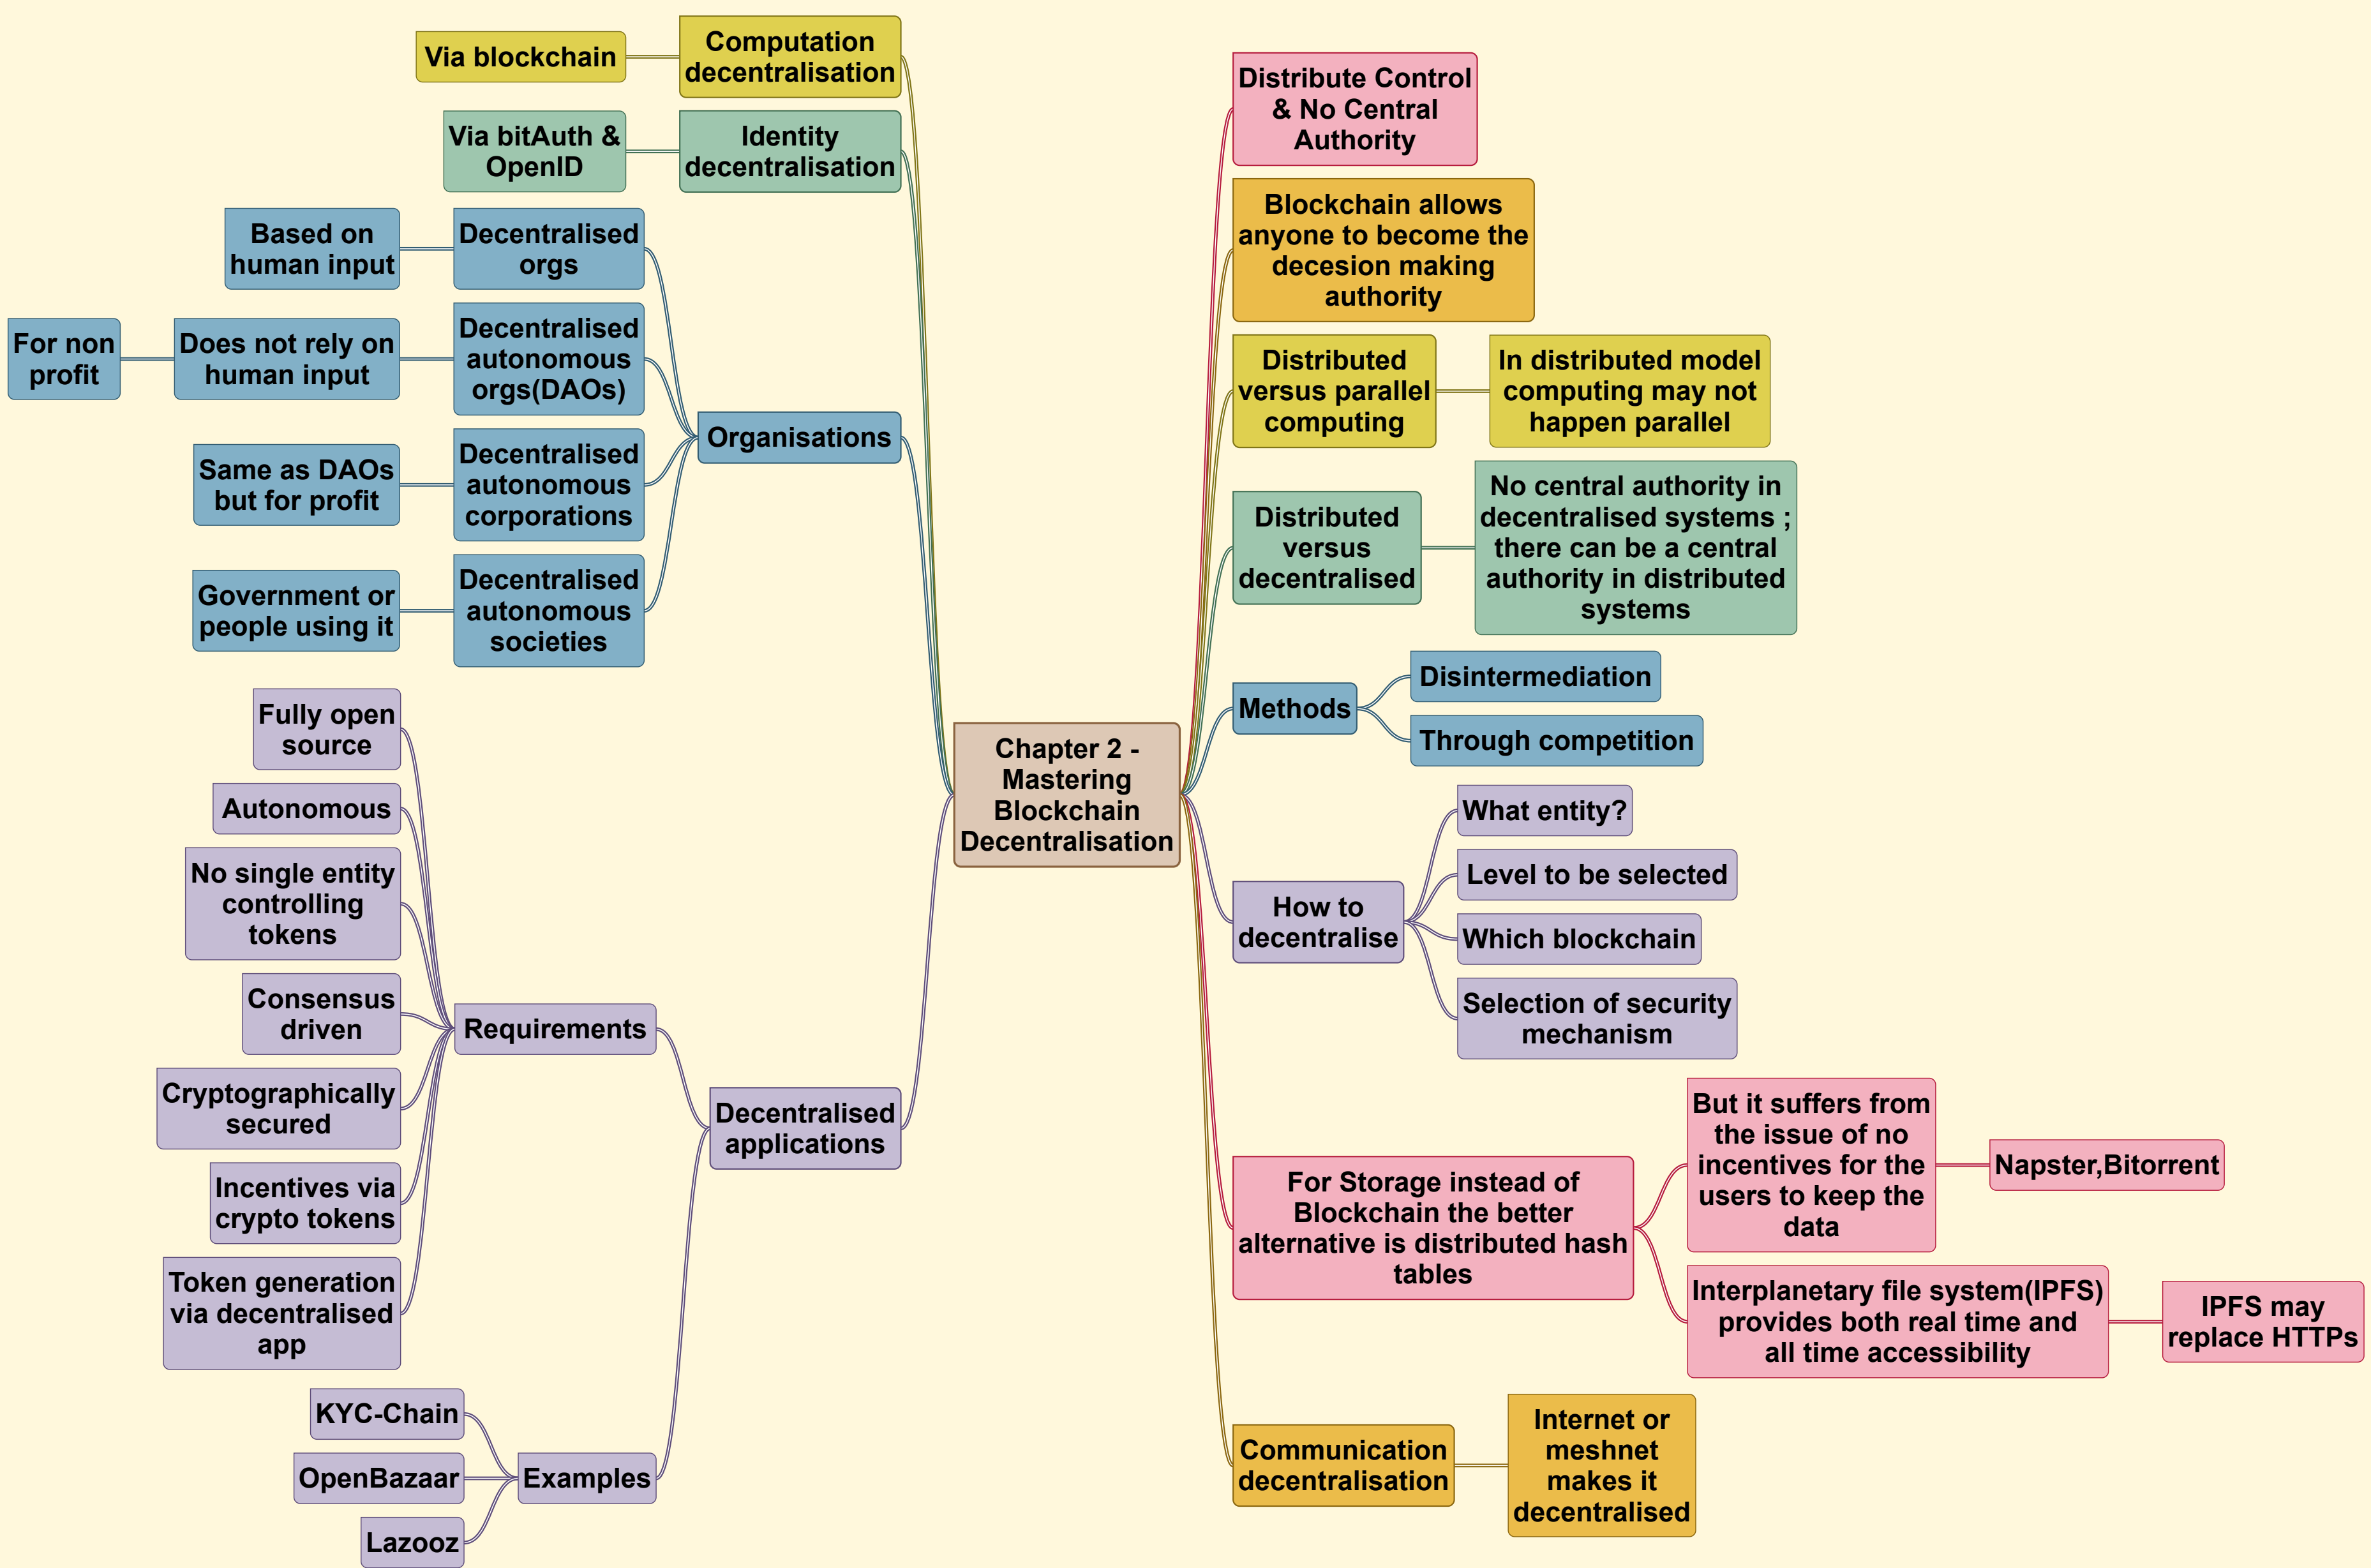 Chapter 2 -
Mastering
Blockchain
Decentralisation
Distribute Control
& No Central
Authority
Blockchain allows
anyone to become the
decesion making
authority
Distributed
versus parallel
computing
In distributed model
computing may not
happen parallel
Distributed
versus
decentralised
No central authority in
decentralised systems ;
there can be a central
authority in distributed
systems
Methods
Disintermediation
Through competition
How to
decentralise
What entity?
Level to be selected
Which blockchain
Selection of security
mechanism
For Storage instead of
Blockchain the better
alternative is distributed hash
tables
But it suffers from
the issue of no
incentives for the
users to keep the
data
Napster,Bitorrent
Interplanetary file system(IPFS)
provides both real time and
all time accessibility
IPFS may
replace HTTPs
Communication
decentralisation
Internet or
meshnet
makes it
decentralised
Computation
decentralisation
Via blockchain
Identity
decentralisation
Via bitAuth &
OpenID
Organisations
Decentralised
orgs
Based on
human input
Decentralised
autonomous
orgs(DAOs)
Does not rely on
human input
For non
profit
Decentralised
autonomous
corporations
Same as DAOs
but for profit
Decentralised
autonomous
societies
Government or
people using it
Decentralised
applications
Requirements
Fully open
source
Autonomous
No single entity
controlling
tokens
Consensus
driven
Cryptographically
secured
Incentives via
crypto tokens
Token generation
via decentralised
app
Examples
KYC-Chain
OpenBazaar
Lazooz